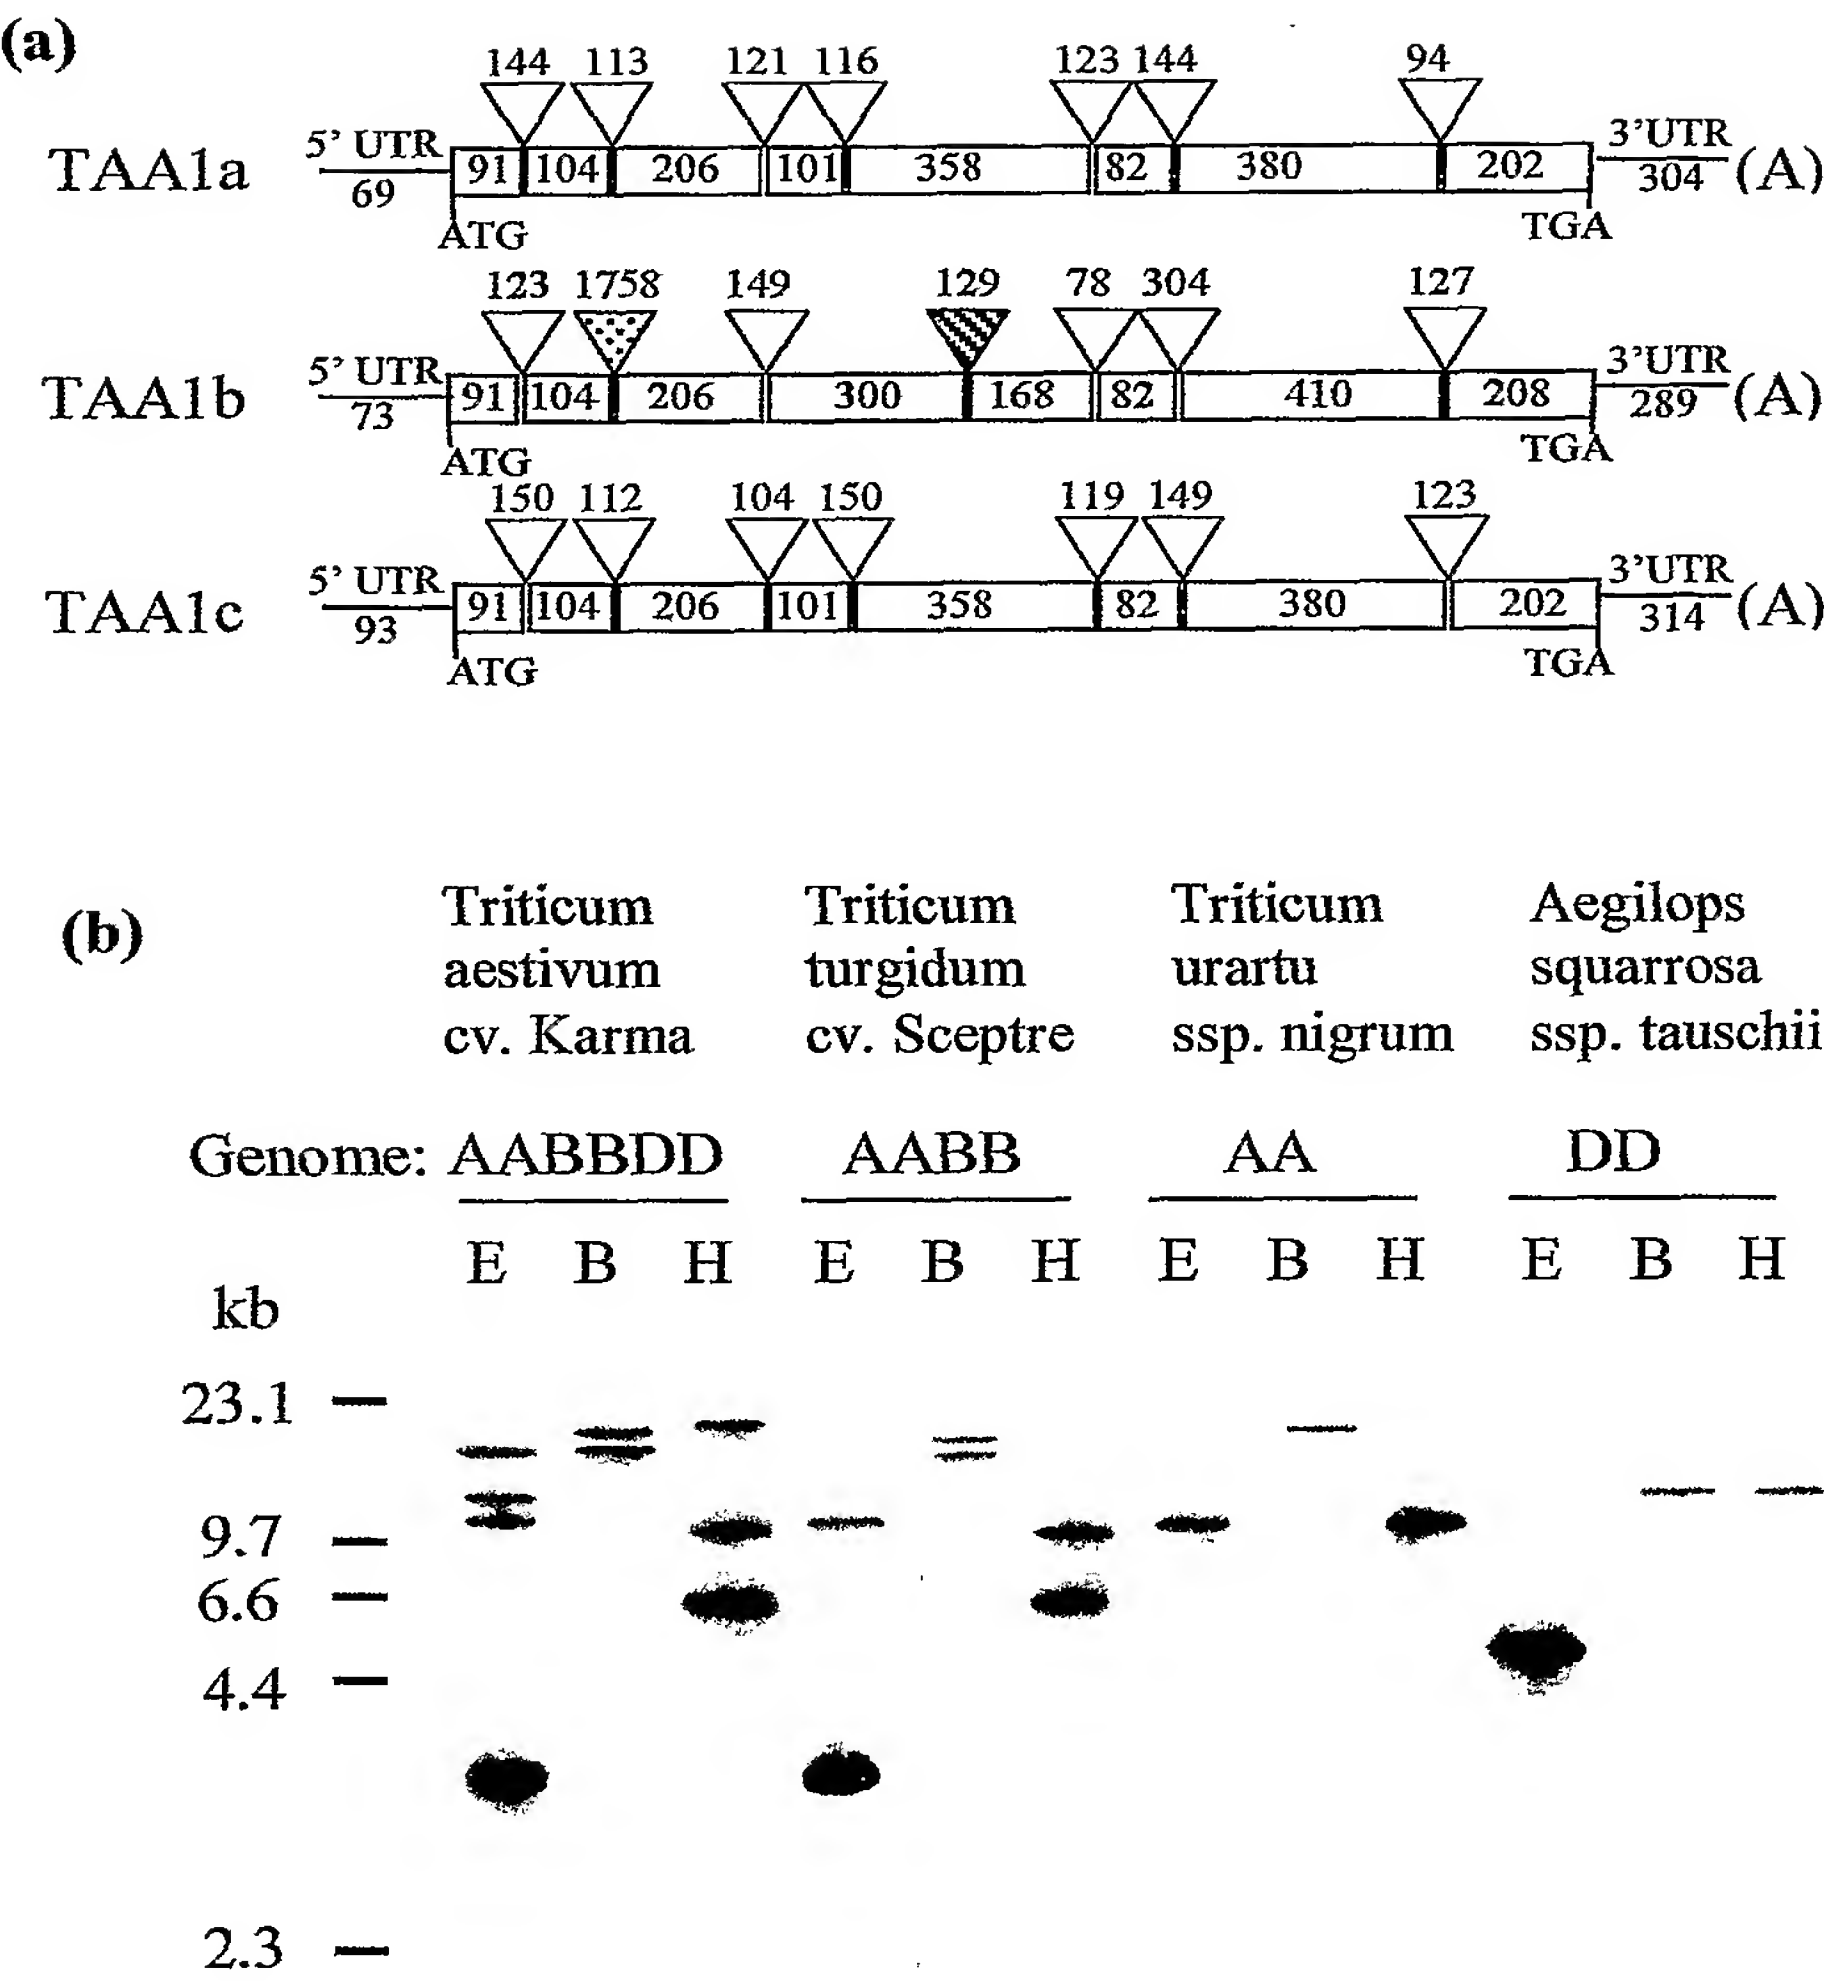 (a)
144 113 121 116 123 144 94
TAA1a 5' UTR 69 91 104 206 101 358 82 380 202 3'UTR 304 (A)
ATG TGA
123 1758 149 129 78 304 127
TAA1b 5' UTR 73 91 104 206 300 168 82 410 208 3'UTR 289 (A)
ATG TGA
150 112 104 150 119 149 123
TAA1c 5' UTR 93 91 104 206 101 358 82 380 202 3'UTR 314 (A)
ATG TGA
(b)
Triticum aestivum cv. Karma
Triticum turgidum cv. Sceptre
Triticum urartu ssp. nigrum
Aegilops squarrosa ssp. tauschii
Genome: AABBDD AABB AA DD
E B H E B H E B H E B H
kb
23.1
9.7
6.6
4.4
2.3